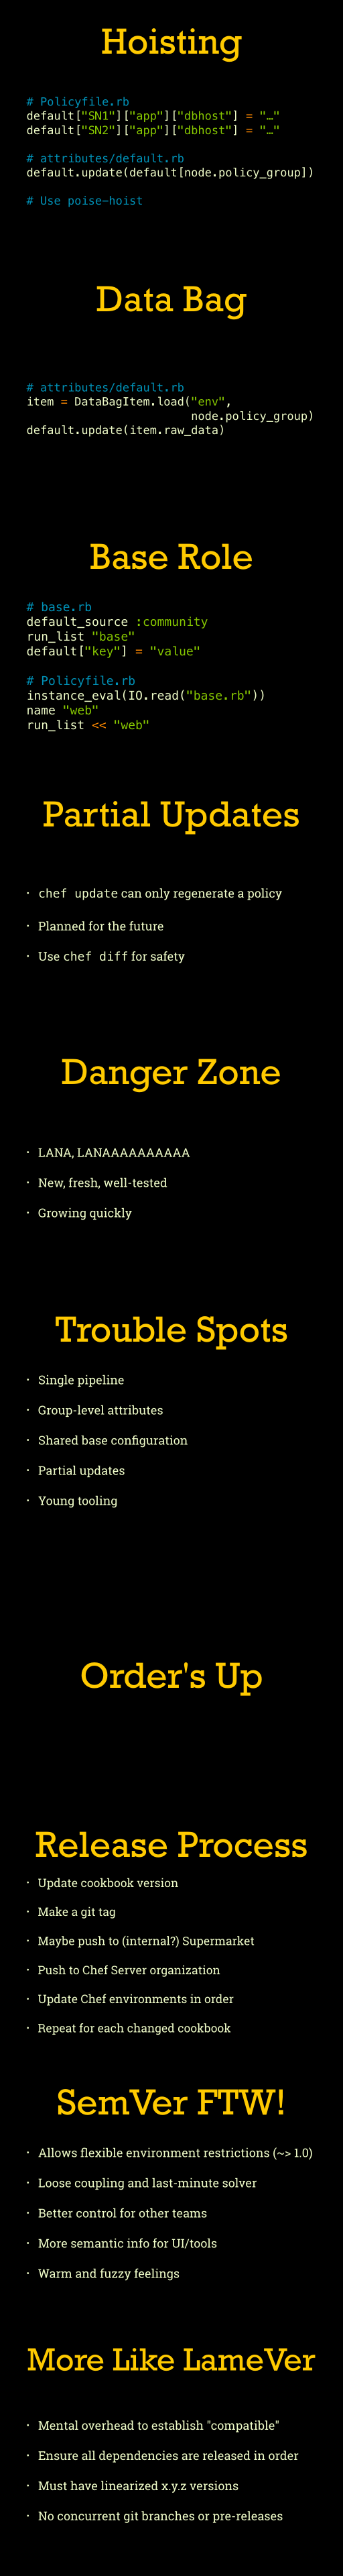 Hoisting
# Policyfile.rb
default["SN1"]["app"]["dbhost"] = "…"
default["SN2"]["app"]["dbhost"] = "…"
# attributes/default.rb
default.update(default[node.policy_group])
# Use poise-hoist
Data Bag
# attributes/default.rb
item = DataBagItem.load("env",
node.policy_group)
default.update(item.raw_data)
Base Role
# base.rb
default_source :community
run_list "base"
default["key"] = "value"
# Policyfile.rb
instance_eval(IO.read("base.rb"))
name "web"
run_list << "web"
Partial Updates
• chef update can only regenerate a policy
• Planned for the future
• Use chef diff for safety
Danger Zone
• LANA, LANAAAAAAAAAA
• New, fresh, well-tested
• Growing quickly
Trouble Spots
• Single pipeline
• Group-level attributes
• Shared base configuration
• Partial updates
• Young tooling
Order's Up
Release Process
• Update cookbook version
• Make a git tag
• Maybe push to (internal?) Supermarket
• Push to Chef Server organization
• Update Chef environments in order
• Repeat for each changed cookbook
SemVer FTW!
• Allows flexible environment restrictions (~> 1.0)
• Loose coupling and last-minute solver
• Better control for other teams
• More semantic info for UI/tools
• Warm and fuzzy feelings
More Like LameVer
• Mental overhead to establish "compatible"
• Ensure all dependencies are released in order
• Must have linearized x.y.z versions
• No concurrent git branches or pre-releases